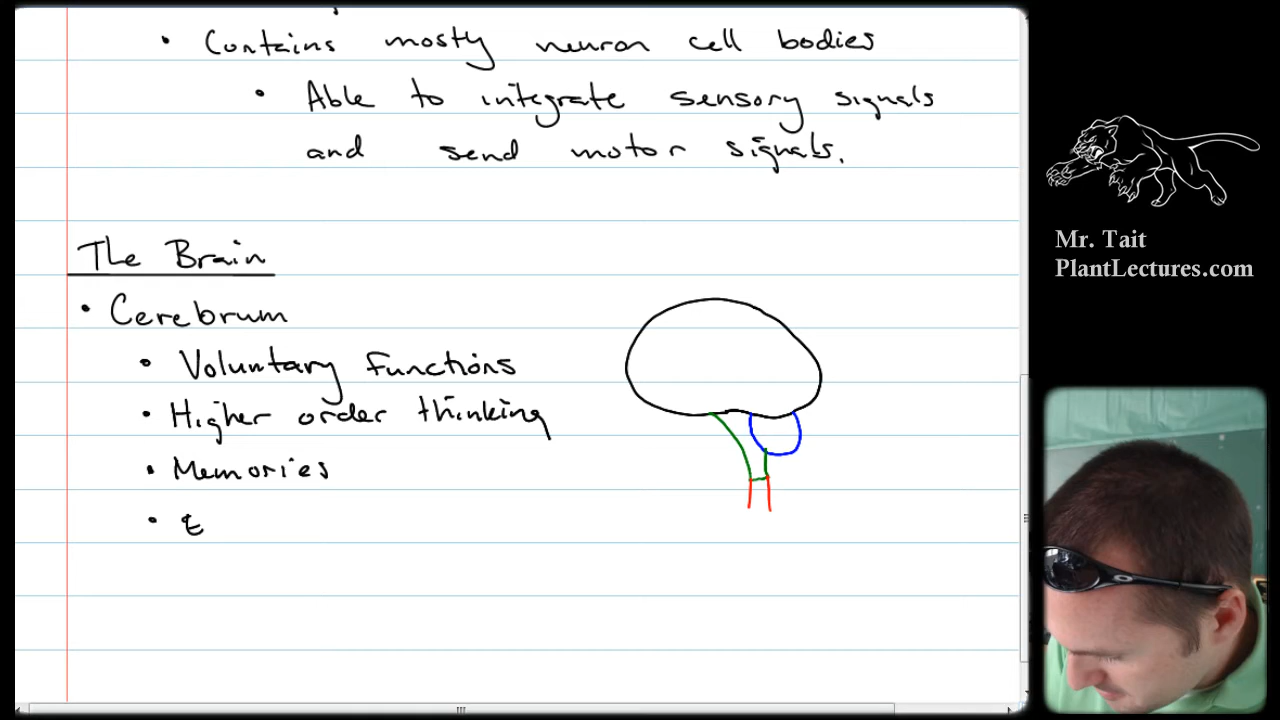 • Contains mosty neuron cell bodies
• Able to integrate sensory signals
and send motor signals.
The Brain
• Cerebrum
• Voluntary functions
• Higher order thinking
• Memories
• E
Mr. Tait
PlantLectures.com